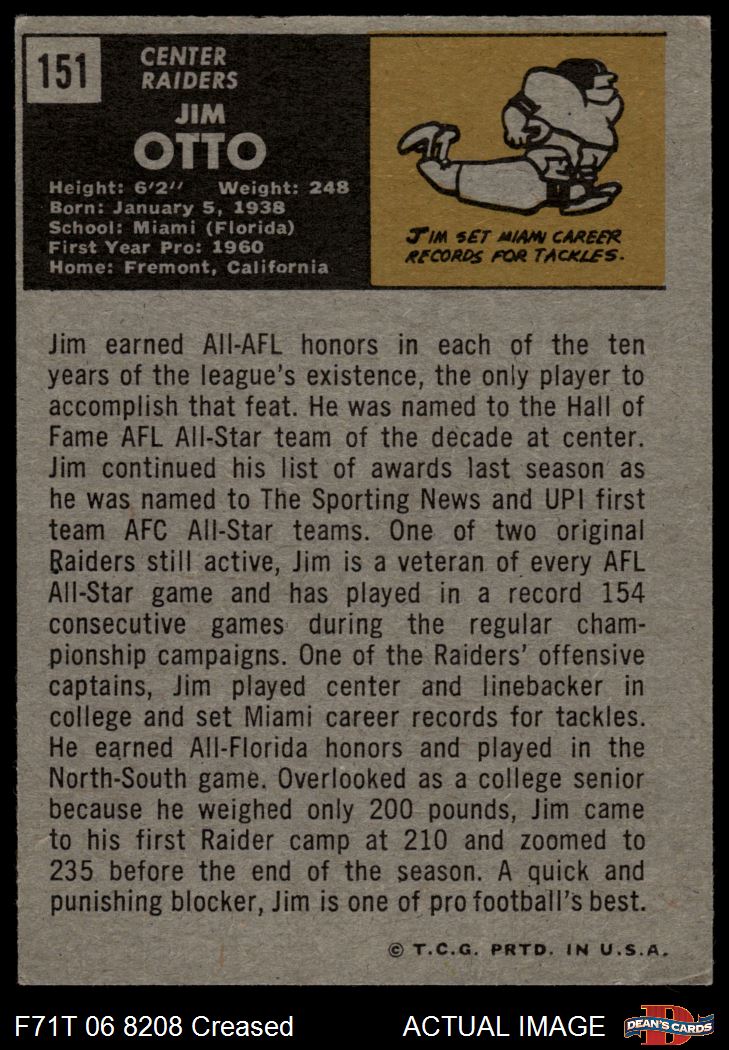 151
CENTER
RAIDERS
JIM
OTTO
Height: 6'2'' Weight: 248
Born: January 5, 1938
School: Miami (Florida)
First Year Pro: 1960
Home: Fremont, California
JIM SET MIAMI CAREER
RECORDS FOR TACKLES.
Jim earned All-AFL honors in each of the ten
years of the league's existence, the only player to
accomplish that feat. He was named to the Hall of
Fame AFL All-Star team of the decade at center.
Jim continued his list of awards last season as
he was named to The Sporting News and UPI first
team AFC All-Star teams. One of two original
Raiders still active, Jim is a veteran of every AFL
All-Star game and has played in a record 154
consecutive games during the regular cham-
pionship campaigns. One of the Raiders' offensive
captains, Jim played center and linebacker in
college and set Miami career records for tackles.
He earned All-Florida honors and played in the
North-South game. Overlooked as a college senior
because he weighed only 200 pounds, Jim came
to his first Raider camp at 210 and zoomed to
235 before the end of the season. A quick and
punishing blocker, Jim is one of pro football's best.
© T.C.G. PRTD. IN U.S.A.
F71T 06 8208 Creased
ACTUAL IMAGE
D
DEAN'S CARDS